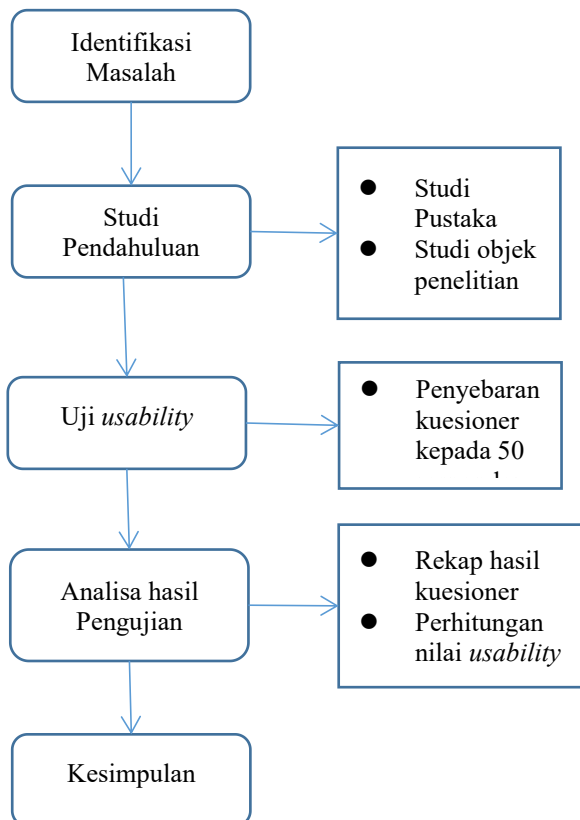 Identifikasi
Masalah
Studi
Pendahuluan
● Studi
Pustaka
● Studi objek
penelitian
Uji usability
● Penyebaran
kuesioner
kepada 50
Analisa hasil
Pengujian
● Rekap hasil
kuesioner
● Perhitungan
nilai usability
Kesimpulan